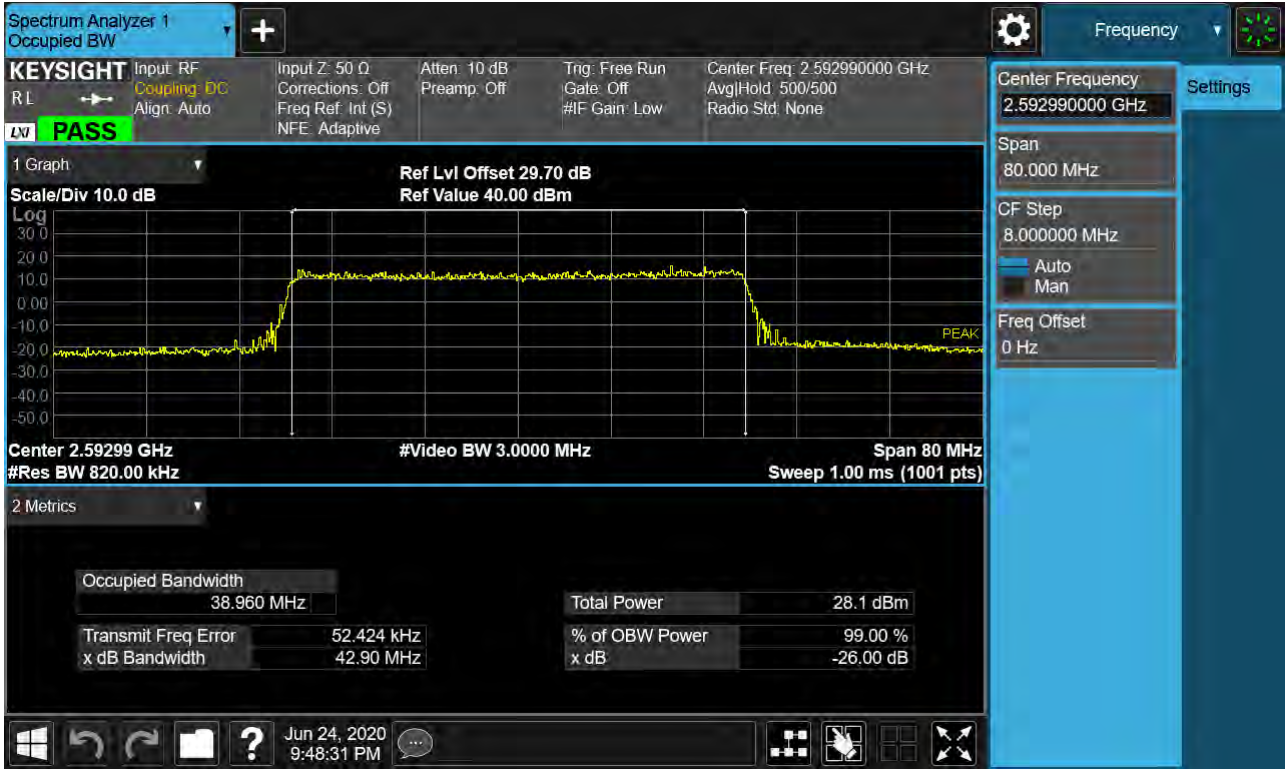 Spectrum Analyzer 1
Occupied BW
+
Frequency
KEYSIGHT
R L
LXI PASS
Input: RF
Coupling: DC
Align: Auto
Input Z: 50 Ω
Corrections: Off
Freq Ref: Int (S)
NFE: Adaptive
Atten: 10 dB
Preamp: Off
Trig: Free Run
Gate: Off
#IF Gain: Low
Center Freq: 2.592990000 GHz
Avg|Hold: 500/500
Radio Std: None
Center Frequency
2.592990000 GHz
Settings
Span
80.000 MHz
CF Step
8.000000 MHz
Auto
Man
Freq Offset
0 Hz
1 Graph
Scale/Div 10.0 dB
Ref Lvl Offset 29.70 dB
Ref Value 40.00 dBm
Log
30.0
20.0
10.0
0.00
-10.0
-20.0
-30.0
-40.0
-50.0
PEAK
Center 2.59299 GHz
#Video BW 3.0000 MHz
Span 80 MHz
#Res BW 820.00 kHz
Sweep 1.00 ms (1001 pts)
2 Metrics
Occupied Bandwidth
38.960 MHz
Total Power 28.1 dBm
Transmit Freq Error 52.424 kHz
% of OBW Power 99.00 %
x dB Bandwidth 42.90 MHz
x dB -26.00 dB
?
Jun 24, 2020
9:48:31 PM